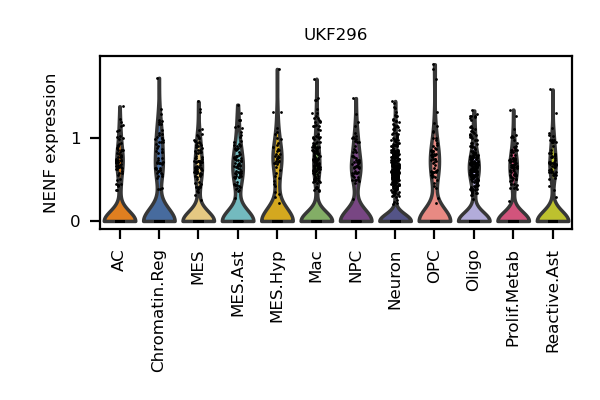 UKF296
NENF expression
1
0
AC
Chromatin.Reg
MES
MES.Ast
MES.Hyp
Mac
NPC
Neuron
OPC
Oligo
Prolif.Metab
Reactive.Ast